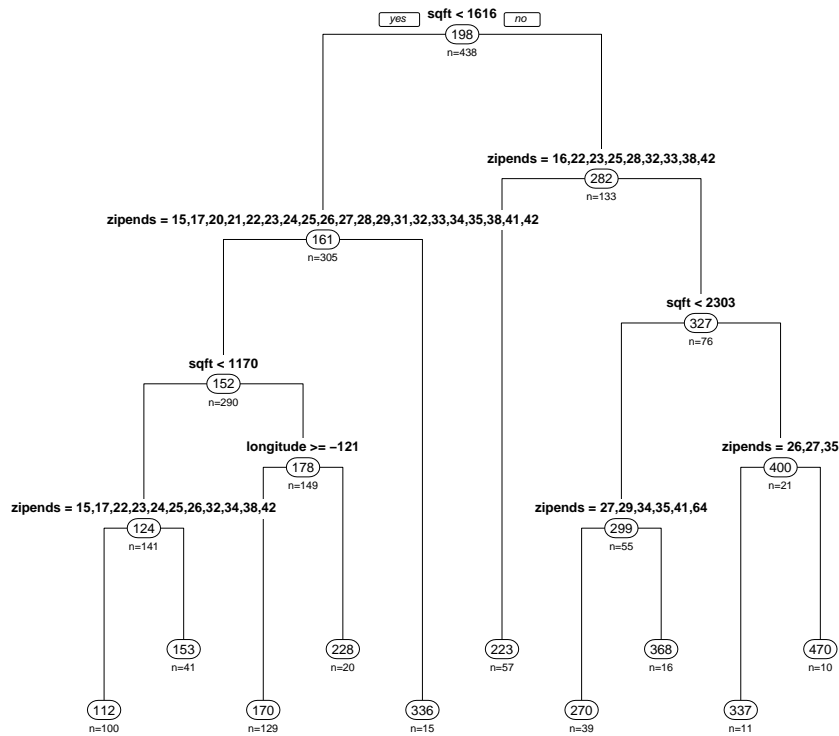 sqft < 1616
yes no
198
n=438
zipends = 16,22,23,25,28,32,33,38,42
282
n=133
zipends = 15,17,20,21,22,23,24,25,26,27,28,29,31,32,33,34,35,38,41,42
161
n=305
sqft < 2303
327
n=76
sqft < 1170
152
n=290
longitude >= −121
178
n=149
zipends = 26,27,35
400
n=21
zipends = 15,17,22,23,24,25,26,32,34,38,42
124
n=141
zipends = 27,29,34,35,41,64
299
n=55
153 228 223 368 470
n=41 n=20 n=57 n=16 n=10
112 170 336 270 337
n=100 n=129 n=15 n=39 n=11